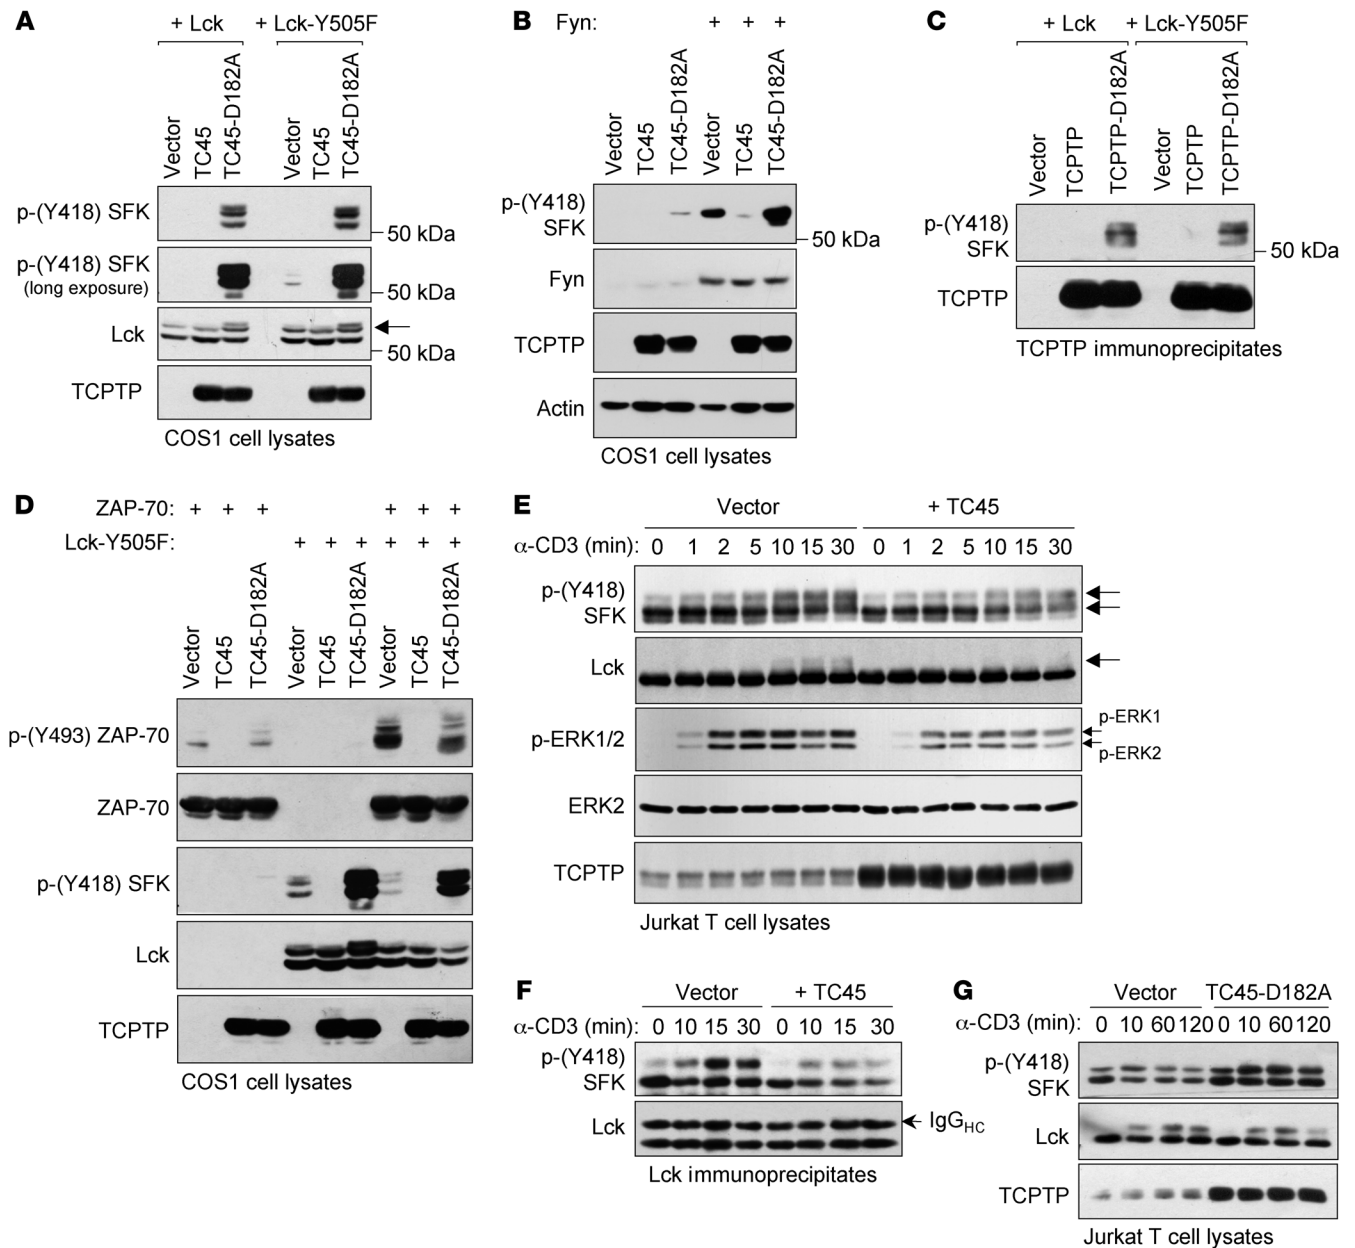 A
+ Lck + Lck-Y505F
Vector TC45 TC45-D182A Vector TC45 TC45-D182A
p-(Y418) SFK
50 kDa
p-(Y418) SFK
(long exposure)
50 kDa
Lck
50 kDa
TCPTP
COS1 cell lysates
B
Fyn: + + +
Vector TC45 TC45-D182A Vector TC45 TC45-D182A
p-(Y418)
SFK
50 kDa
Fyn
TCPTP
Actin
COS1 cell lysates
C
+ Lck + Lck-Y505F
Vector TCPTP TCPTP-D182A Vector TCPTP TCPTP-D182A
p-(Y418)
SFK
50 kDa
TCPTP
TCPTP immunoprecipitates
D
ZAP-70: + + + + + +
Lck-Y505F: + + + + + +
Vector TC45 TC45-D182A Vector TC45 TC45-D182A Vector TC45 TC45-D182A
p-(Y493) ZAP-70
ZAP-70
p-(Y418) SFK
Lck
TCPTP
COS1 cell lysates
E
Vector + TC45
α-CD3 (min): 0 1 2 5 10 15 30 0 1 2 5 10 15 30
p-(Y418)
SFK
Lck
p-ERK1/2
p-ERK1
p-ERK2
ERK2
TCPTP
Jurkat T cell lysates
F
Vector + TC45
α-CD3 (min): 0 10 15 30 0 10 15 30
p-(Y418)
SFK
Lck
IgGHC
Lck immunoprecipitates
G
Vector TC45-D182A
α-CD3 (min): 0 10 60 120 0 10 60 120
p-(Y418)
SFK
Lck
TCPTP
Jurkat T cell lysates